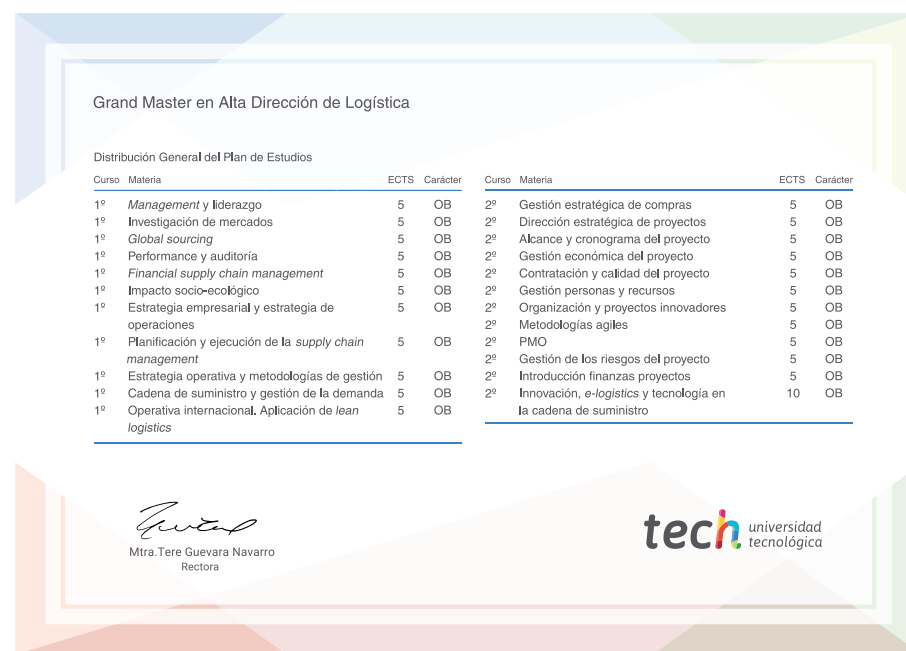 Grand Master en Alta Dirección de Logística
Distribución General del Plan de Estudios
Curso Materia ECTS Carácter
1º Management y liderazgo 5 OB
1º Investigación de mercados 5 OB
1º Global sourcing 5 OB
1º Performance y auditoría 5 OB
1º Financial supply chain management 5 OB
1º Impacto socio-ecológico 5 OB
1º Estrategia empresarial y estrategia de 5 OB
operaciones
1º Planificación y ejecución de la supply chain 5 OB
management
1º Estrategia operativa y metodologías de gestión 5 OB
1º Cadena de suministro y gestión de la demanda 5 OB
1º Operativa internacional. Aplicación de lean 5 OB
logistics
Curso Materia ECTS Carácter
2º Gestión estratégica de compras 5 OB
2º Dirección estratégica de proyectos 5 OB
2º Alcance y cronograma del proyecto 5 OB
2º Gestión económica del proyecto 5 OB
2º Contratación y calidad del proyecto 5 OB
2º Gestión personas y recursos 5 OB
2º Organización y proyectos innovadores 5 OB
2º Metodologías agiles 5 OB
2º PMO 5 OB
2º Gestión de los riesgos del proyecto 5 OB
2º Introducción finanzas proyectos 5 OB
2º Innovación, e-logistics y tecnología en 10 OB
la cadena de suministro
Mtra.Tere Guevara Navarro
Rectora
tech universidad
tecnológica